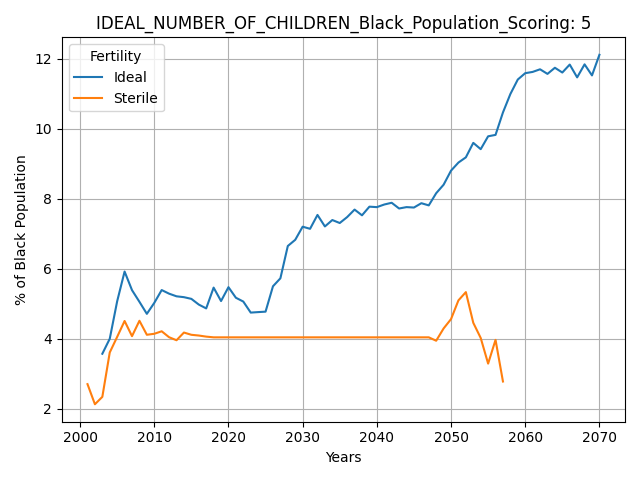 IDEAL_NUMBER_OF_CHILDREN_Black_Population_Scoring: 5
Fertility
Ideal
Sterile
% of Black Population
12
10
8
6
4
2
2000 2010 2020 2030 2040 2050 2060 2070
Years